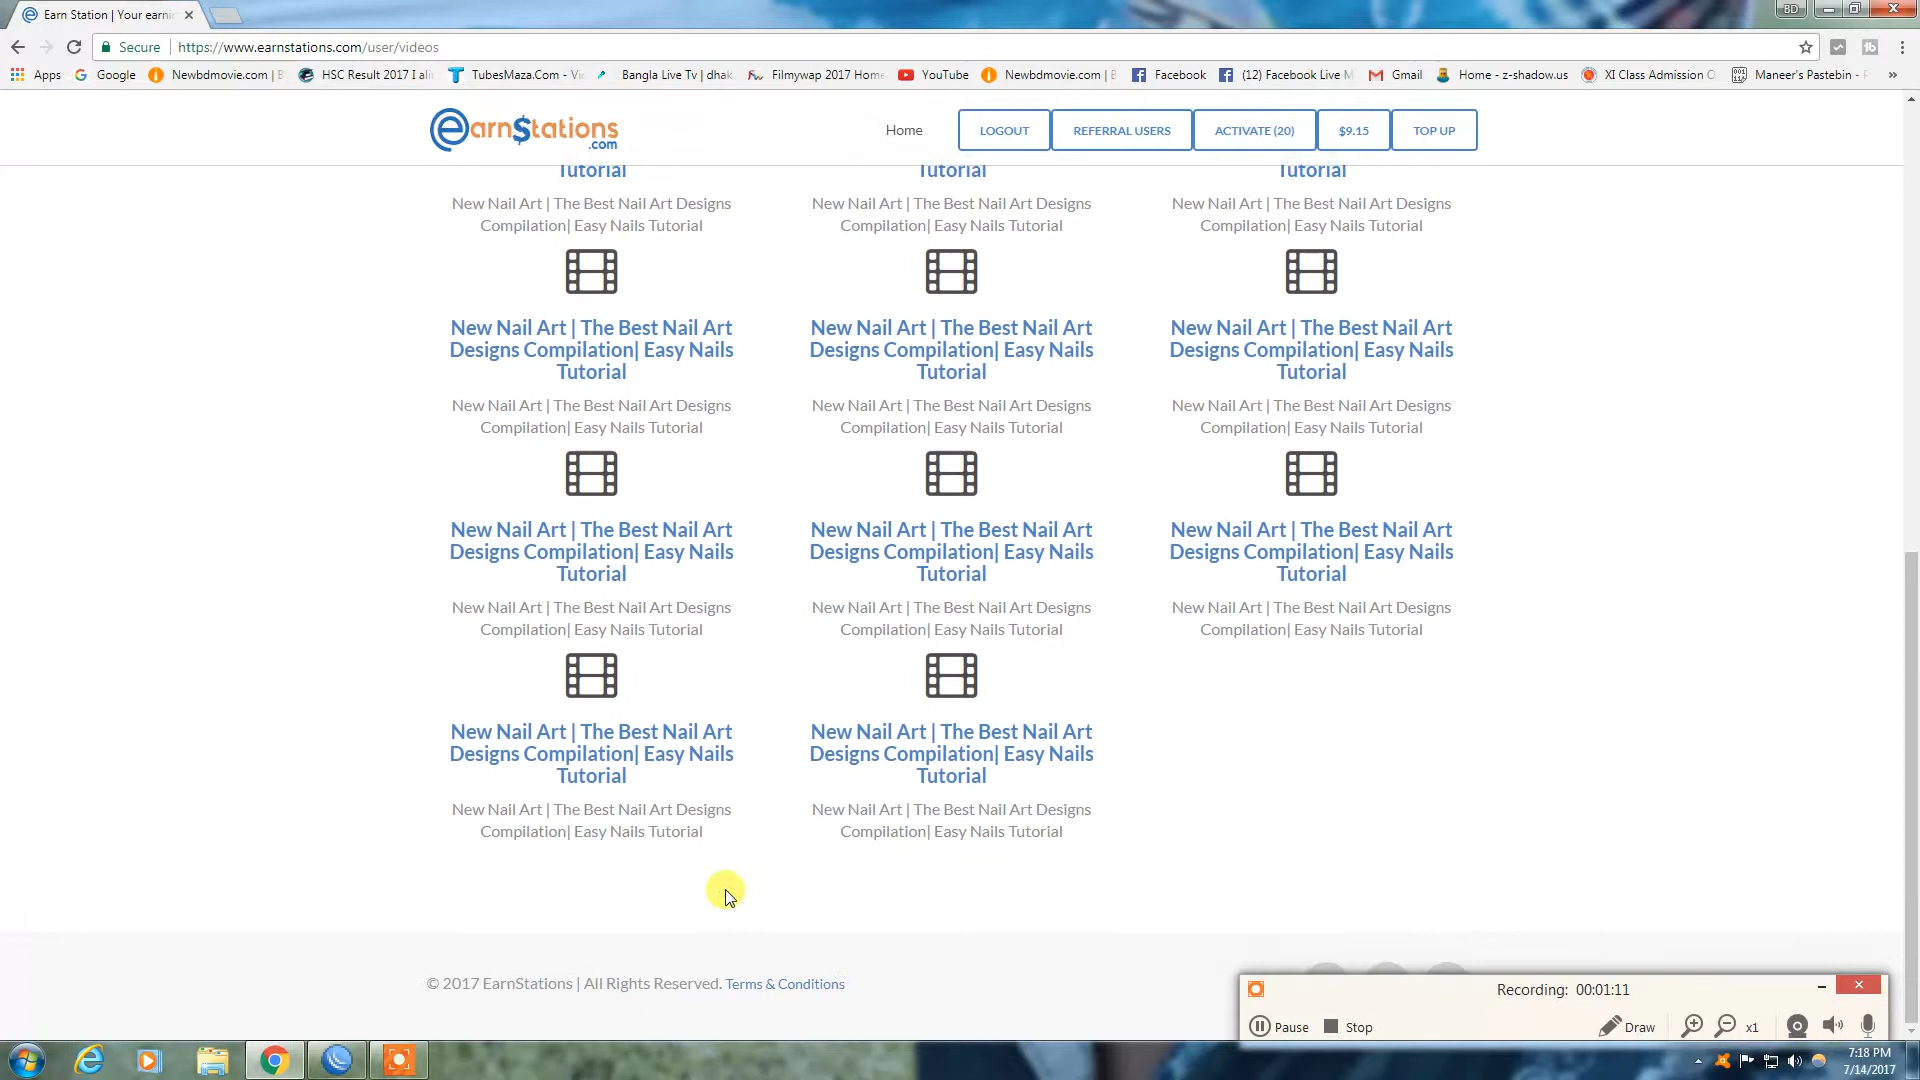 Earn Station | Your earni
BD
Secure | https://www.earnstations.com/user/videos
Apps Google Newbdmovie.com | B HSC Result 2017 I ali TubesMaza.Com - Vi Bangla Live Tv | dhak Filmywap 2017 Home YouTube Newbdmovie.com | B Facebook (12) Facebook Live M Gmail Home - z-shadow.us XI Class Admission Maneer's Pastebin - »
earnStations
.com
Home LOGOUT REFERRAL USERS ACTIVATE (20) $9.15 TOP UP
Tutorial Tutorial Tutorial
New Nail Art | The Best Nail Art Designs New Nail Art | The Best Nail Art Designs New Nail Art | The Best Nail Art Designs
Compilation| Easy Nails Tutorial Compilation| Easy Nails Tutorial Compilation| Easy Nails Tutorial
New Nail Art | The Best Nail Art New Nail Art | The Best Nail Art New Nail Art | The Best Nail Art
Designs Compilation| Easy Nails Designs Compilation| Easy Nails Designs Compilation| Easy Nails
Tutorial Tutorial Tutorial
New Nail Art | The Best Nail Art Designs New Nail Art | The Best Nail Art Designs New Nail Art | The Best Nail Art Designs
Compilation| Easy Nails Tutorial Compilation| Easy Nails Tutorial Compilation| Easy Nails Tutorial
New Nail Art | The Best Nail Art New Nail Art | The Best Nail Art New Nail Art | The Best Nail Art
Designs Compilation| Easy Nails Designs Compilation| Easy Nails Designs Compilation| Easy Nails
Tutorial Tutorial Tutorial
New Nail Art | The Best Nail Art Designs New Nail Art | The Best Nail Art Designs New Nail Art | The Best Nail Art Designs
Compilation| Easy Nails Tutorial Compilation| Easy Nails Tutorial Compilation| Easy Nails Tutorial
New Nail Art | The Best Nail Art New Nail Art | The Best Nail Art
Designs Compilation| Easy Nails Designs Compilation| Easy Nails
Tutorial Tutorial
New Nail Art | The Best Nail Art Designs New Nail Art | The Best Nail Art Designs
Compilation| Easy Nails Tutorial Compilation| Easy Nails Tutorial
© 2017 EarnStations | All Rights Reserved. Terms & Conditions
Recording: 00:01:11
Pause Stop Draw x1
7:18 PM
7/14/2017